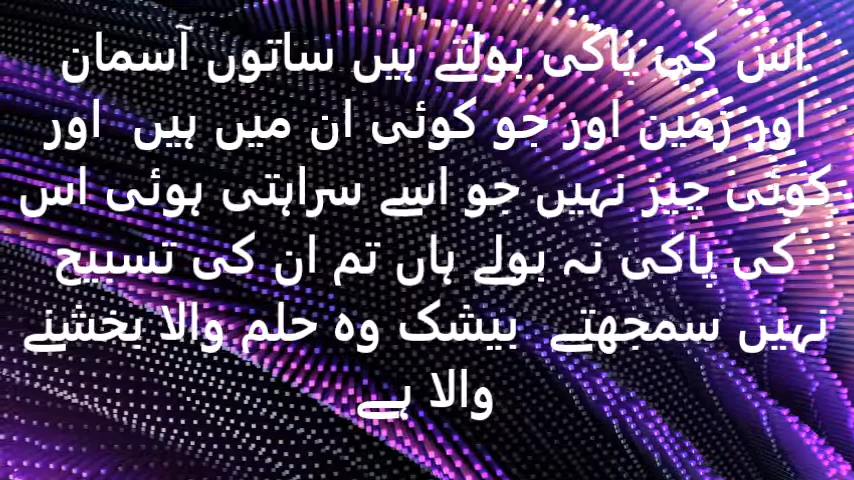 اس کی پاکی بولتے ہیں ساتوں آسمان
اور زمین اور جو کوئی ان میں ہیں اور
کوئی چیز نہیں جو اسے سراہتی ہوئی اس
کی پاکی نہ بولے ہاں تم ان کی تسبیح
نہیں سمجھتے بیشک وہ حلم والا بخشنے
والا ہے